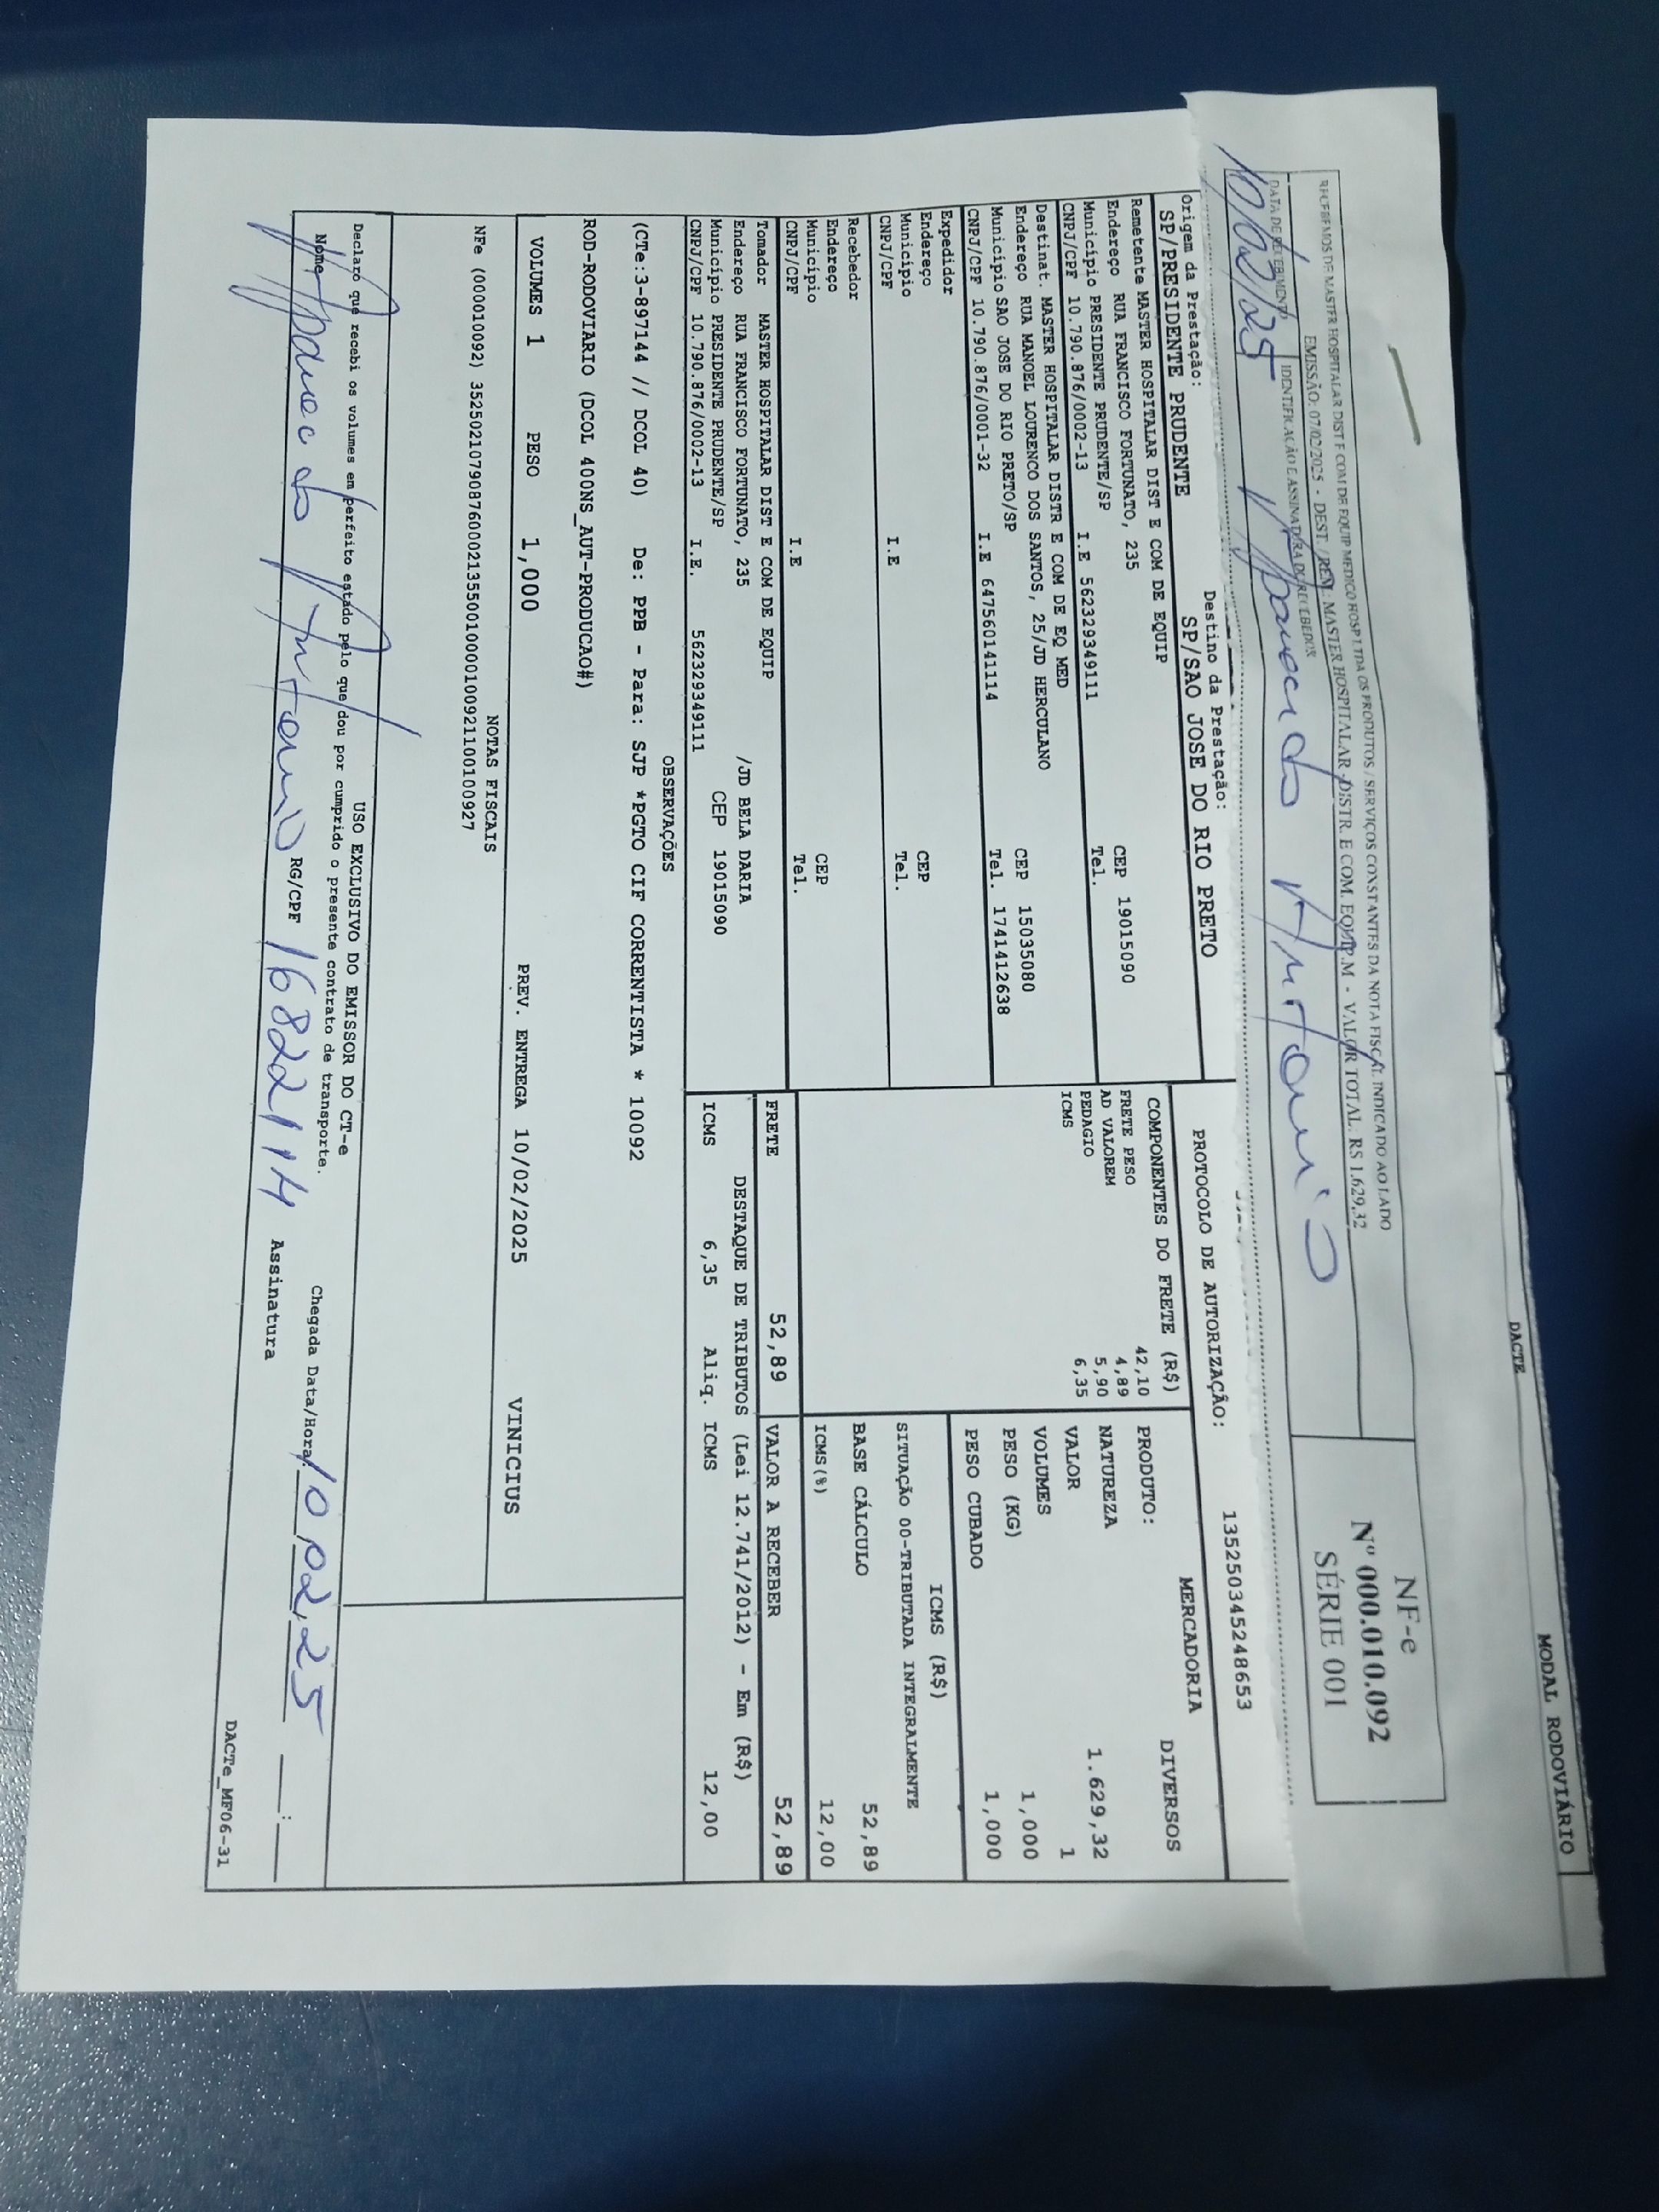 DACTE
MODAL RODOVIÁRIO
RECEBEMOS DE MASTER HOSPITALAR DIST E COM DE EQUIP MEDICO HOSP LTDA OS PRODUTOS / SERVIÇOS CONSTANTES DA NOTA FISCAL INDICADO AO LADO
EMISSÃO: 07/02/2025 - DEST. / REM.: MASTER HOSPITALAR -DISTR. E COM. EQUIP.M - VALOR TOTAL: R$ 1.629,32
DATA DE RECEBIMENTO
IDENTIFICAÇÃO E ASSINATURA DO RECEBEDOR
10/02/25 Aparecido Antonio
NF-e
Nº 000.010.092
SÉRIE 001
PROTOCOLO DE AUTORIZAÇÃO: 135250345248653
Origem da Prestação: Destino da Prestação:
SP/PRESIDENTE PRUDENTE SP/SAO JOSE DO RIO PRETO
Remetente MASTER HOSPITALAR DIST E COM DE EQUIP
Endereço RUA FRANCISCO FORTUNATO, 235 CEP 19015090
Município PRESIDENTE PRUDENTE/SP Tel.
CNPJ/CPF 10.790.876/0002-13 I.E 562329349111
Destinat. MASTER HOSPITALAR DISTR E COM DE EQ MED
Endereço RUA MANOEL LOURENCO DOS SANTOS, 25/JD HERCULANO CEP 15035080
Município SAO JOSE DO RIO PRETO/SP Tel. 1741412638
CNPJ/CPF 10.790.876/0001-32 I.E 647560141114
Expedidor
Endereço CEP
Município Tel.
CNPJ/CPF I.E
Recebedor
Endereço CEP
Município Tel.
CNPJ/CPF I.E
Tomador MASTER HOSPITALAR DIST E COM DE EQUIP
Endereço RUA FRANCISCO FORTUNATO, 235 /JD BELA DARIA
Município PRESIDENTE PRUDENTE/SP CEP 19015090
CNPJ/CPF 10.790.876/0002-13 I.E. 562329349111
COMPONENTES DO FRETE (R$)
FRETE PESO 42,10
AD VALOREM 4,89
PEDAGIO 5,90
ICMS 6,35
MERCADORIA
PRODUTO: DIVERSOS
NATUREZA
VALOR 1.629,32
VOLUMES 1
PESO (KG) 1,000
PESO CUBADO 1,000
ICMS (R$)
SITUAÇÃO 00-TRIBUTADA INTEGRALMENTE
BASE CÁLCULO 52,89
ICMS(%) 12,00
FRETE 52,89
VALOR A RECEBER 52,89
DESTAQUE DE TRIBUTOS (Lei 12.741/2012) - Em (R$)
ICMS 6,35 Aliq. ICMS 12,00
OBSERVAÇÕES
(CTe:3-897144 // DCOL 40) De: PPB - Para: SJP *PGTO CIF CORRENTISTA * 10092
ROD-RODOVIARIO (DCOL 400NS_AUT-PRODUCAO#)
VOLUMES 1 PESO 1,000 PREV. ENTREGA 10/02/2025 VINICIUS
NOTAS FISCAIS
NFe (000010092) 35250210790876000213550010000100921100100927
USO EXCLUSIVO DO EMISSOR DO CT-e
Declaro que recebi os volumes em perfeito estado pelo que dou por cumprido o presente contrato de transporte.
Chegada Data/Hora: 10 02 25 __:__
Nome Aparecido Antonio RG/CPF 16822114 Assinatura
DACTe_MF06-31